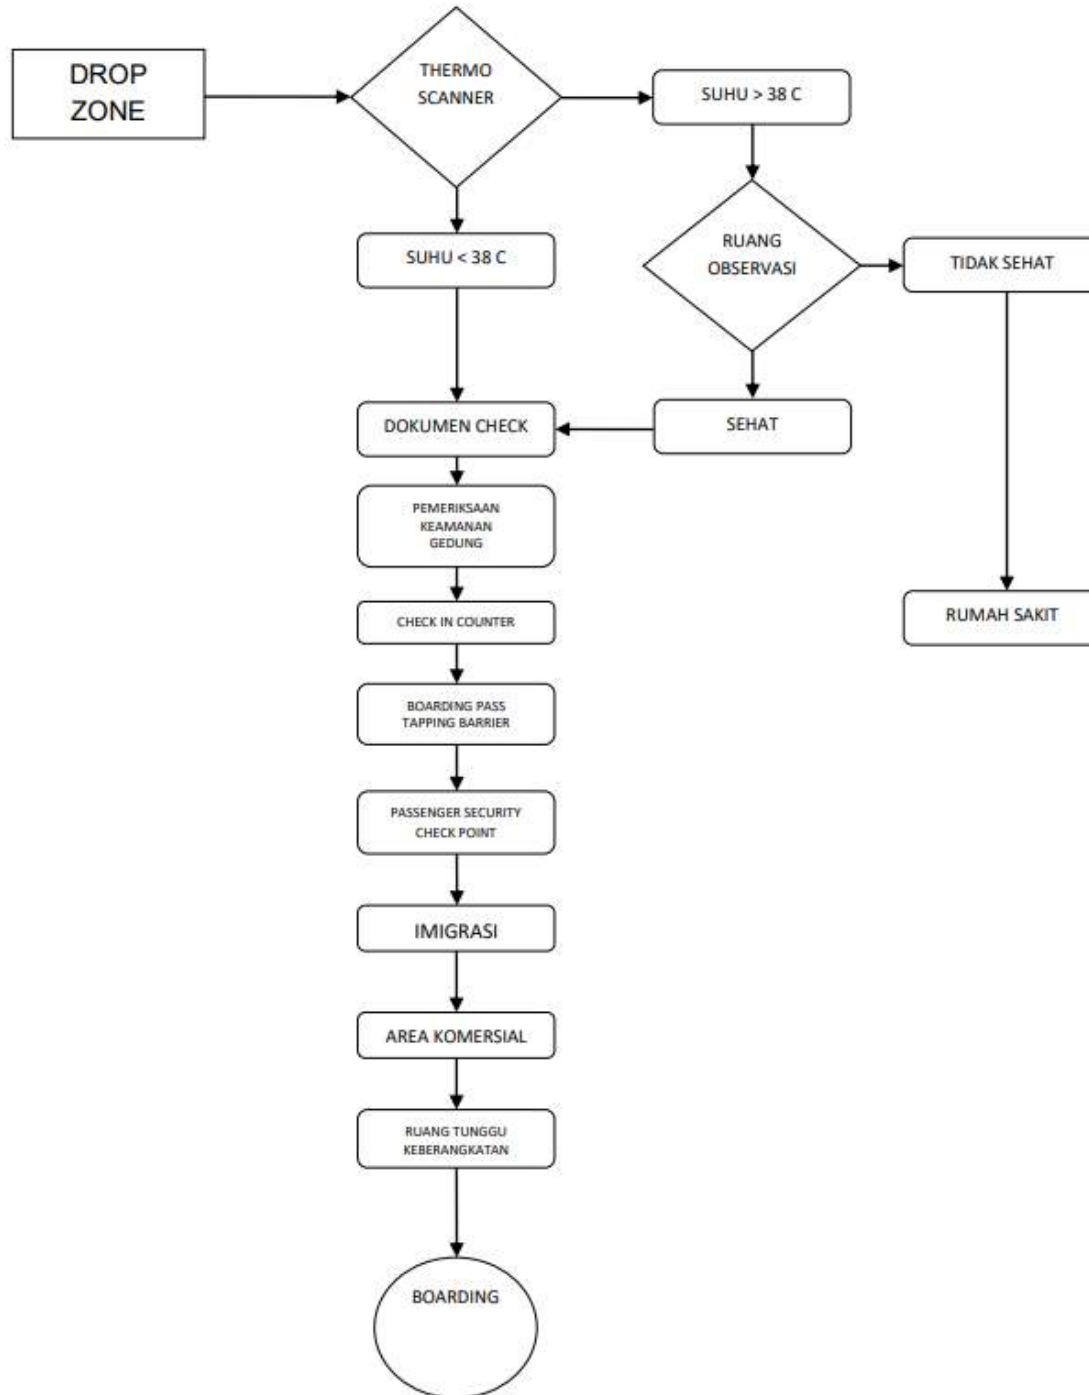 DROP
ZONE
THERMO
SCANNER
SUHU > 38 C
SUHU < 38 C
RUANG
OBSERVASI
TIDAK SEHAT
DOKUMEN CHECK
SEHAT
PEMERIKSAAN
KEAMANAN
GEDUNG
CHECK IN COUNTER
RUMAH SAKIT
BOARDING PASS
TAPPING BARRIER
PASSENGER SECURITY
CHECK POINT
IMIGRASI
AREA KOMERSIAL
RUANG TUNGGU
KEBERANGKATAN
BOARDING